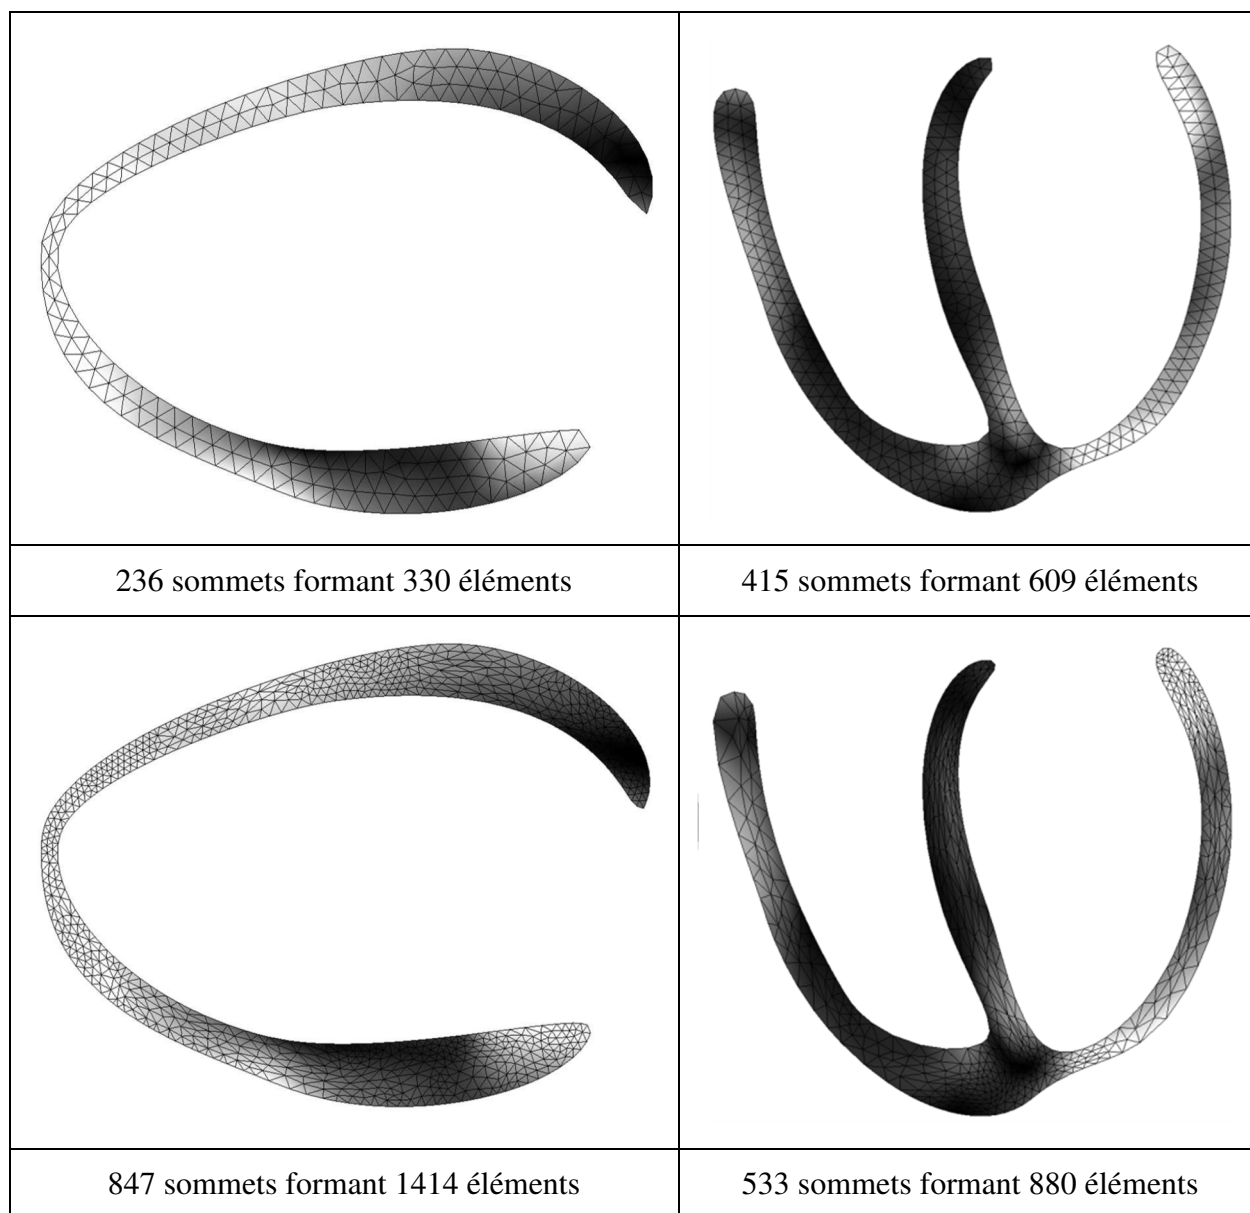 236 sommets formant 330 éléments
415 sommets formant 609 éléments
847 sommets formant 1414 éléments
533 sommets formant 880 éléments